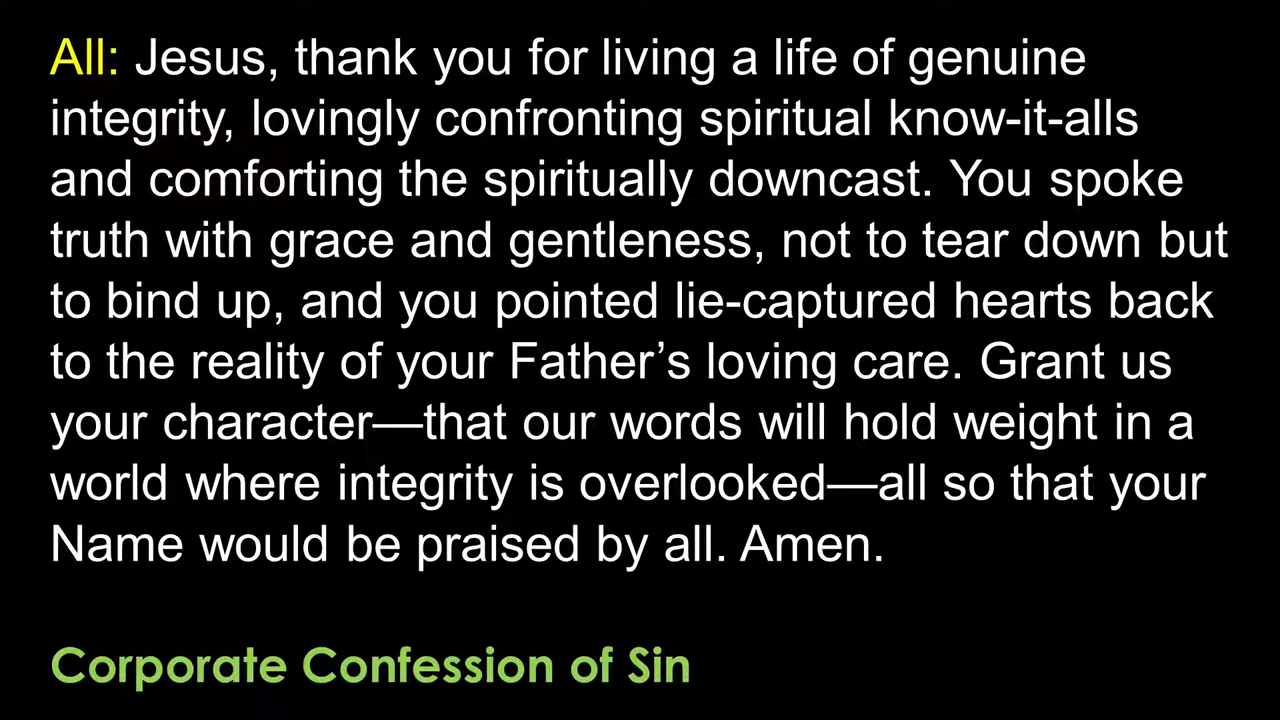 All: Jesus, thank you for living a life of genuine
integrity, lovingly confronting spiritual know-it-alls
and comforting the spiritually downcast. You spoke
truth with grace and gentleness, not to tear down but
to bind up, and you pointed lie-captured hearts back
to the reality of your Father’s loving care. Grant us
your character—that our words will hold weight in a
world where integrity is overlooked—all so that your
Name would be praised by all. Amen.
Corporate Confession of Sin